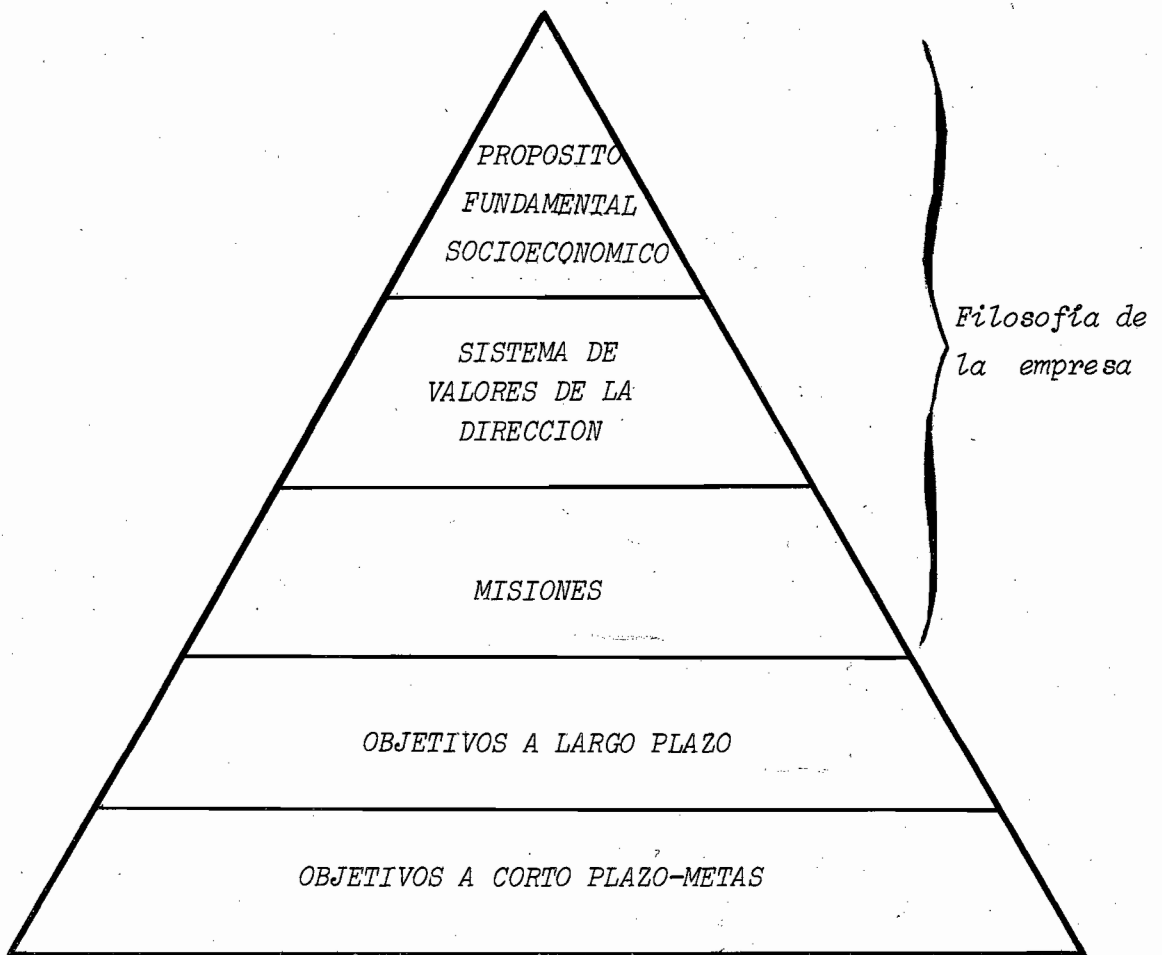 PROPOSITO
FUNDAMENTAL
SOCIOECONOMICO
SISTEMA DE
VALORES DE LA
DIRECCION
Filosofía de
la empresa
MISIONES
OBJETIVOS A LARGO PLAZO
OBJETIVOS A CORTO PLAZO-METAS